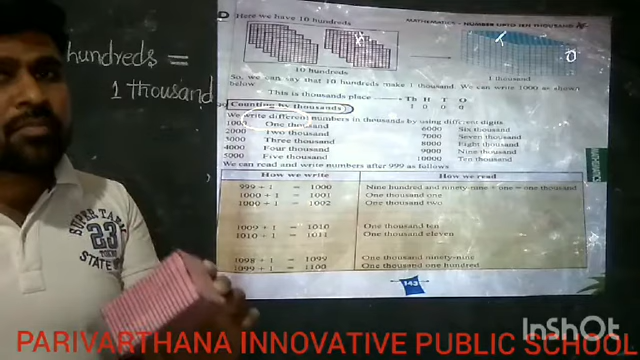 hundreds =
1 thousand
D Here we have 10 hundreds
MATHEMATICS - NUMBER UPTO TEN THOUSAND
10 hundreds
1 thousand
So, we can say that 10 hundreds make 1 thousand. We can write 1000 as shown
below
This is thousands place Th H T O
1 0 0 0
Counting by thousands:
We write different numbers in thousands by using different digits.
1000 One thousand
2000 Two thousand
3000 Three thousand
4000 Four thousand
5000 Five thousand
6000 Six thousand
7000 Seven thousand
8000 Eight thousand
9000 Nine thousand
10000 Ten thousand
We can read and write numbers after 999 as follows
How we write How we read
999 + 1 = 1000 Nine hundred and ninety-nine + one = one thousand
1000 + 1 = 1001 One thousand one
1000 + 1 = 1002 One thousand two
1009 + 1 = 1010 One thousand ten
1010 + 1 = 1011 One thousand eleven
1098 + 1 = 1099 One thousand ninety-nine
1099 + 1 = 1100 One thousand one hundred
143
SUPER
23
STATE
PARIVARTHANA INNOVATIVE PUBLIC SCHOOL
InShOt